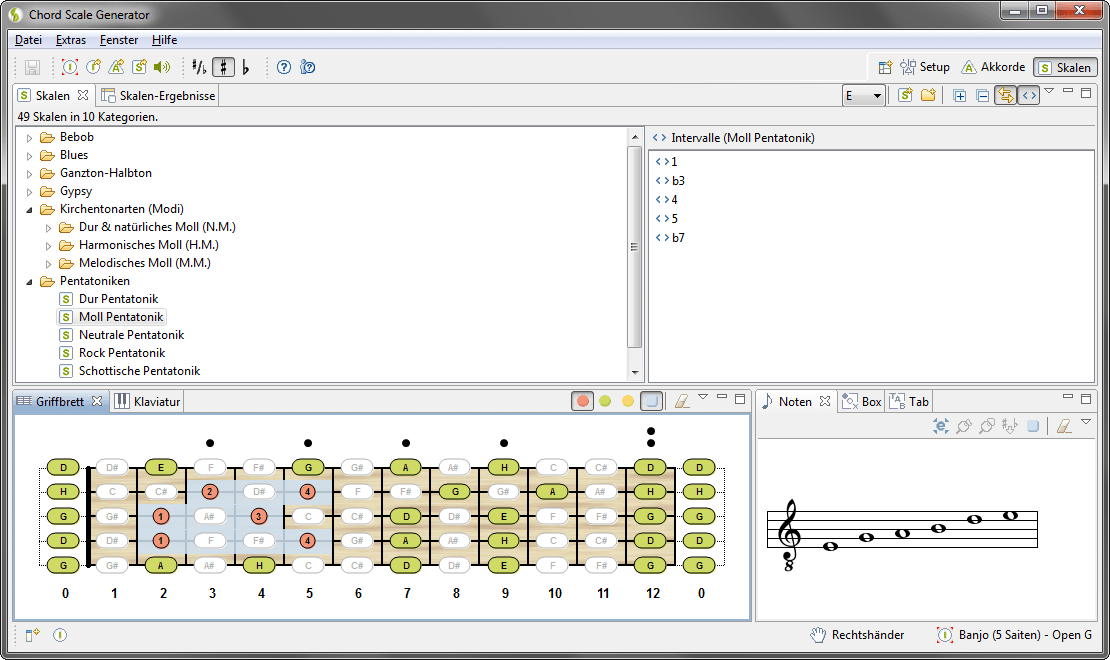 Chord Scale Generator
Datei Extras Fenster Hilfe
Setup Akkorde Skalen
Skalen Skalen-Ergebnisse E
49 Skalen in 10 Kategorien.
Bebob
Blues
Ganzton-Halbton
Gypsy
Kirchentonarten (Modi)
Dur & natürliches Moll (N.M.)
Harmonisches Moll (H.M.)
Melodisches Moll (M.M.)
Pentatoniken
Dur Pentatonik
Moll Pentatonik
Neutrale Pentatonik
Rock Pentatonik
Schottische Pentatonik
Intervalle (Moll Pentatonik)
1
b3
4
5
b7
Griffbrett Klaviatur
D D# E F F# G G# A A# H C C# D D
H C C# 2 D# 4 F F# G G# A A# H H
G G# 1 A# 3 C C# D D# E F F# G G
D D# 1 F F# 4 G# A A# H C C# D D
G G# A A# H C C# D D# E F F# G G
0 1 2 3 4 5 6 7 8 9 10 11 12 0
Noten Box Tab
8
Rechtshänder Banjo (5 Saiten) - Open G